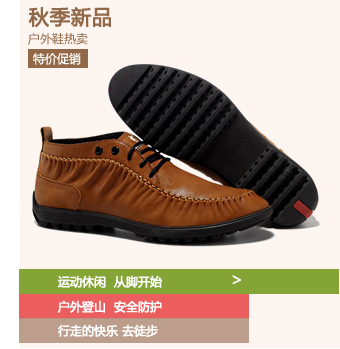 秋季新品
户外鞋热卖
特价促销
运动休闲 从脚开始 >
户外登山 安全防护
行走的快乐 去徒步